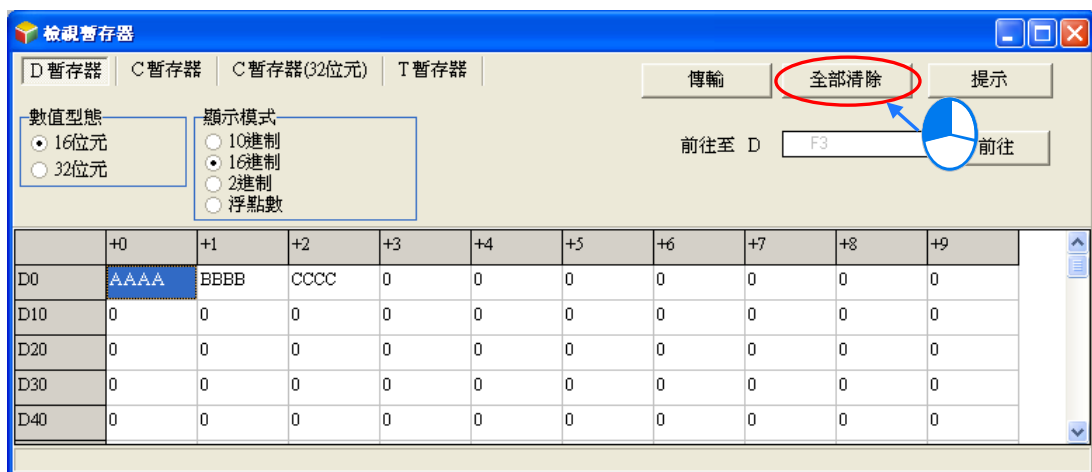 檢視暫存器
D 暫存器 C 暫存器 C 暫存器(32位元) T 暫存器
傳輸 全部清除 提示
數值型態
16位元
32位元
顯示模式
10進制
16進制
2進制
浮點數
前往至 D F3 前往
+0 +1 +2 +3 +4 +5 +6 +7 +8 +9
D0 AAAA BBBB CCCC 0 0 0 0 0 0 0
D10 0 0 0 0 0 0 0 0 0 0
D20 0 0 0 0 0 0 0 0 0 0
D30 0 0 0 0 0 0 0 0 0 0
D40 0 0 0 0 0 0 0 0 0 0